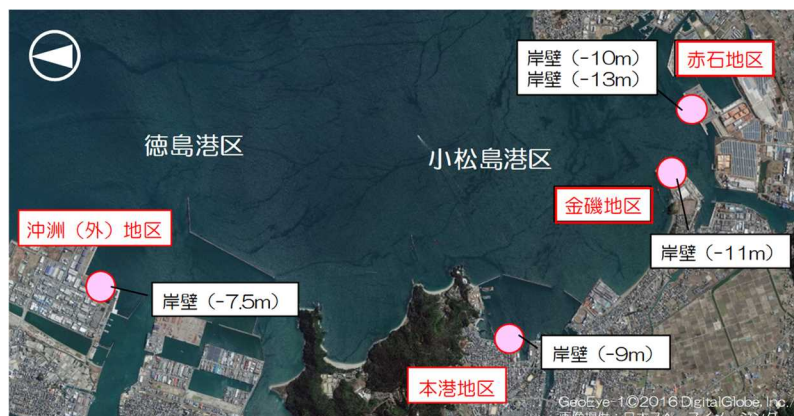 岸壁（-10m）
岸壁（-13m）
赤石地区
徳島港区
小松島港区
金磯地区
沖洲（外）地区
岸壁（-11m）
岸壁（-7.5m）
岸壁（-9m）
本港地区
GeoEye-1©2016 DigitalGlobe, Inc.